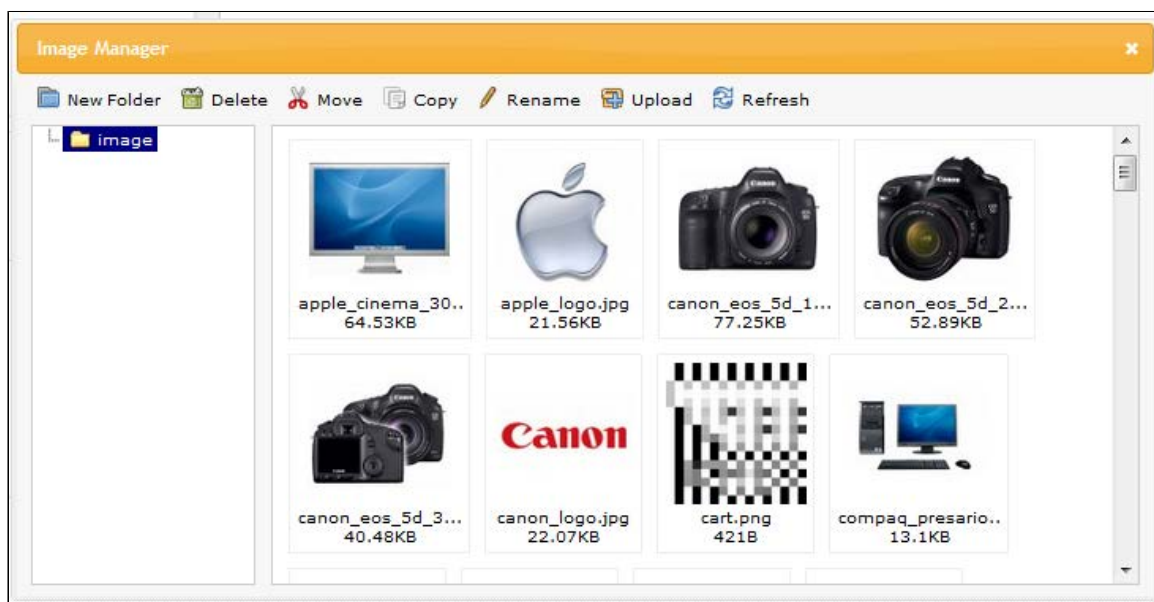 Image Manager
New Folder Delete Move Copy Rename Upload Refresh
image
apple_cinema_30..
64.53KB
apple_logo.jpg
21.56KB
Canon
canon_eos_5d_1...
77.25KB
Canon
canon_eos_5d_2...
52.89KB
canon_eos_5d_3...
40.48KB
Canon
canon_logo.jpg
22.07KB
cart.png
421B
compaq_presario..
13.1KB